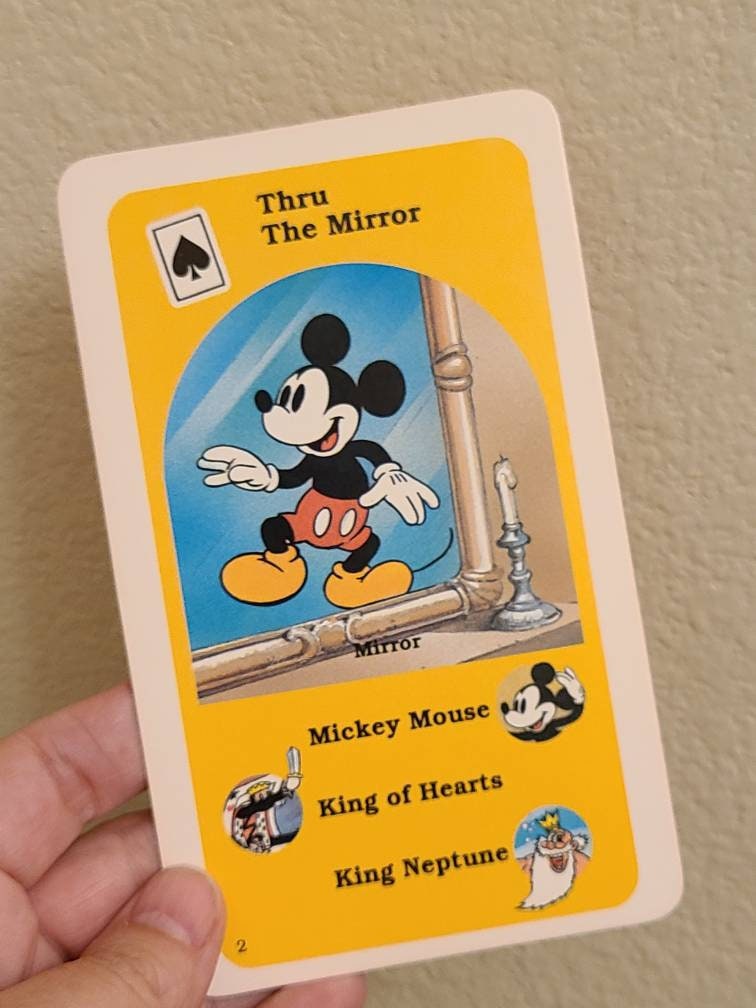 Thru
The Mirror
Mirror
Mickey Mouse
King of Hearts
King Neptune
2